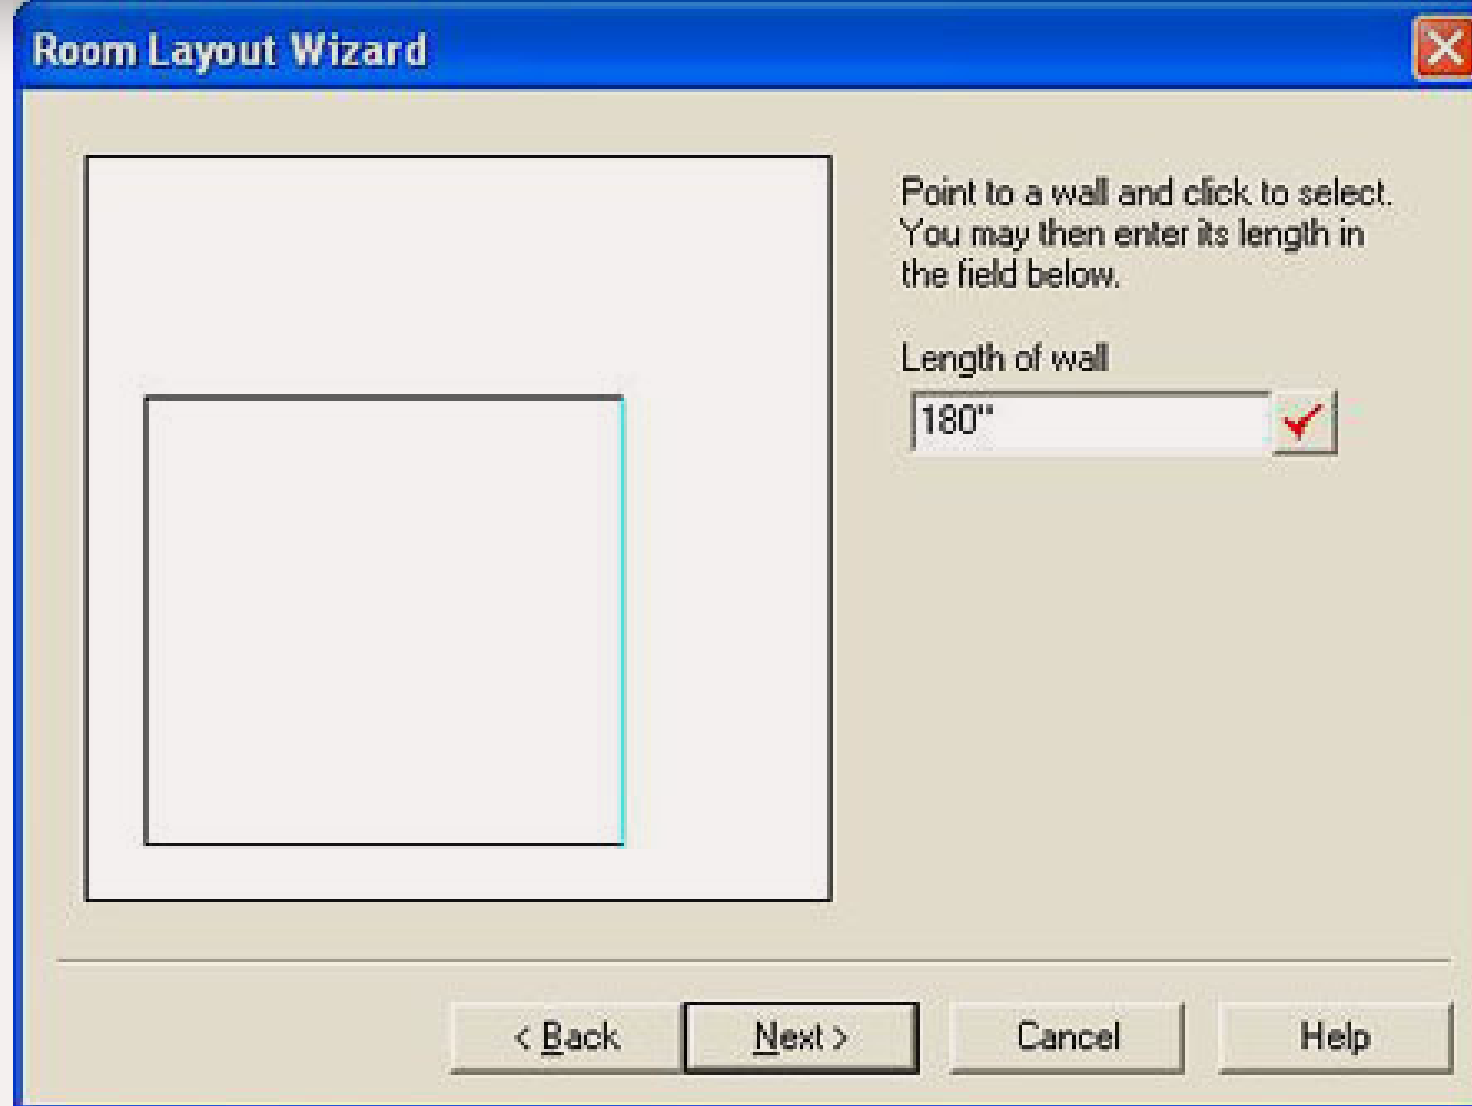 Room Layout Wizard
Point to a wall and click to select.
You may then enter its length in
the field below.
Length of wall
180"
< Back
Next >
Cancel
Help